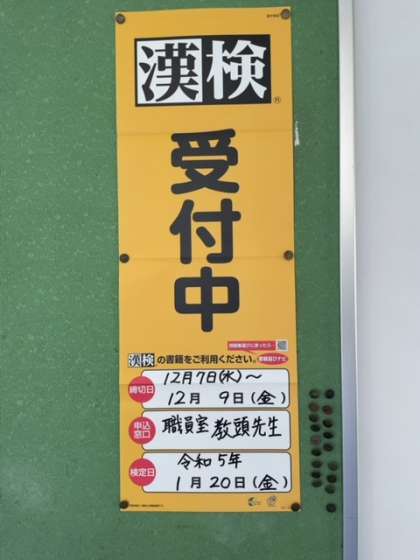 漢検®
受付中
漢検の書籍をご利用ください。
締切日
12月7日(水)〜
12月 9日(金)
申込窓口
職員室 教頭先生
検定日
令和5年
1月20日(金)